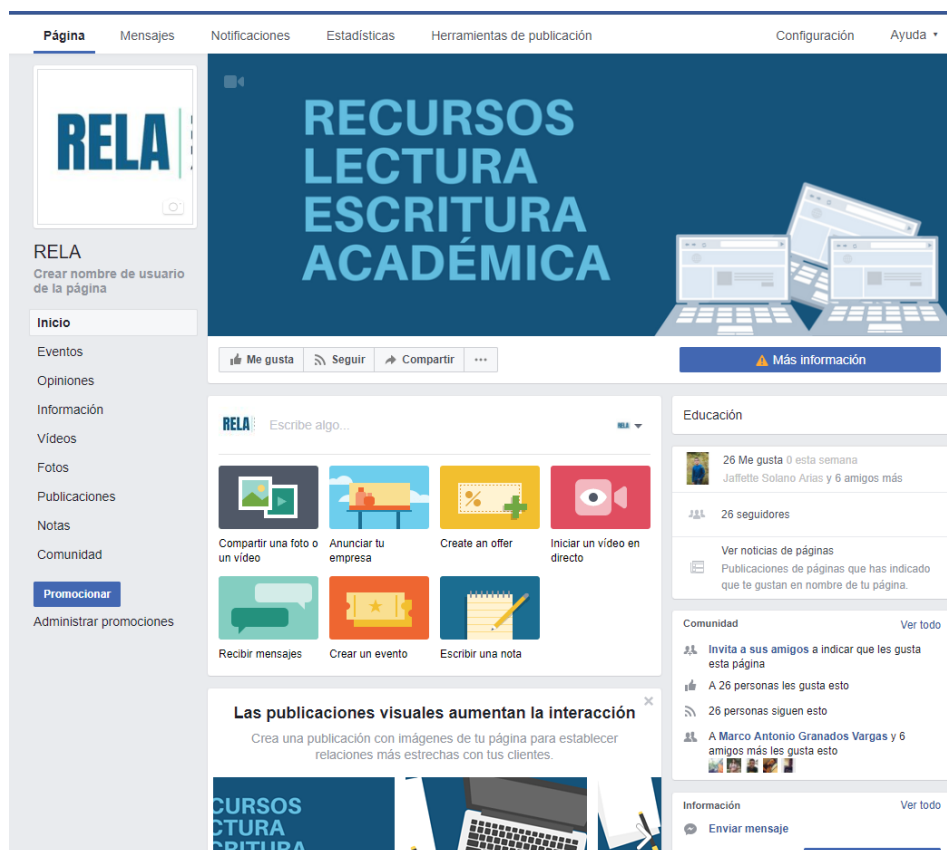 Página Mensajes Notificaciones Estadísticas Herramientas de publicación Configuración Ayuda
RELA
RECURSOS
LECTURA
ESCRITURA
ACADÉMICA
RELA
Crear nombre de usuario
de la página
Inicio
Eventos
Opiniones
Información
Vídeos
Fotos
Publicaciones
Notas
Comunidad
Promocionar
Administrar promociones
Me gusta Seguir Compartir ...
Más información
RELA Escribe algo... RELA
Compartir una foto o
un vídeo
Anunciar tu
empresa
Create an offer
Iniciar un vídeo en
directo
Recibir mensajes
Crear un evento
Escribir una nota
Las publicaciones visuales aumentan la interacción
Crea una publicación con imágenes de tu página para establecer
relaciones más estrechas con tus clientes.
CURSOS
CTURA
CRITURA
Educación
26 Me gusta 0 esta semana
Jaffette Solano Arias y 6 amigos más
26 seguidores
Ver noticias de páginas
Publicaciones de páginas que has indicado
que te gustan en nombre de tu página.
Comunidad Ver todo
Invita a sus amigos a indicar que les gusta
esta página
A 26 personas les gusta esto
26 personas siguen esto
A Marco Antonio Granados Vargas y 6
amigos más les gusta esto
Información Ver todo
Enviar mensaje